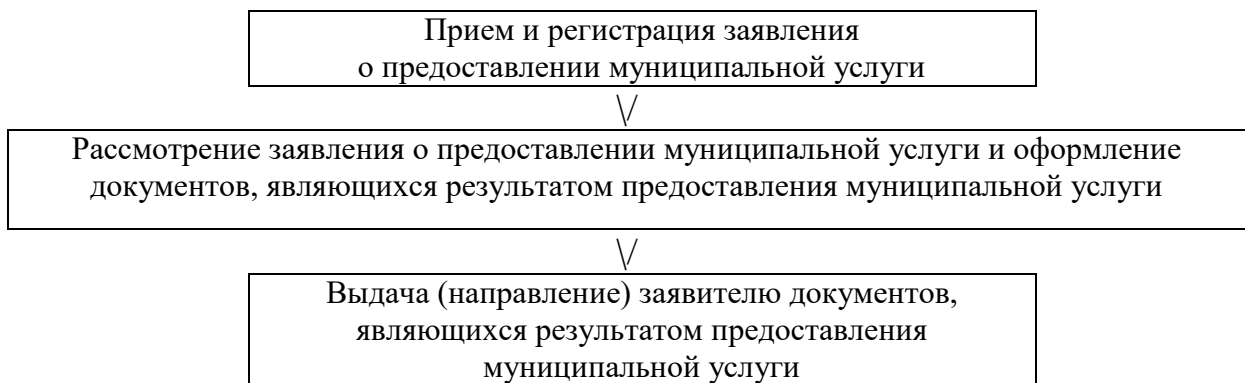 Прием и регистрация заявления
о предоставлении муниципальной услуги
\/
Рассмотрение заявления о предоставлении муниципальной услуги и оформление
документов, являющихся результатом предоставления муниципальной услуги
\/
Выдача (направление) заявителю документов,
являющихся результатом предоставления
муниципальной услуги